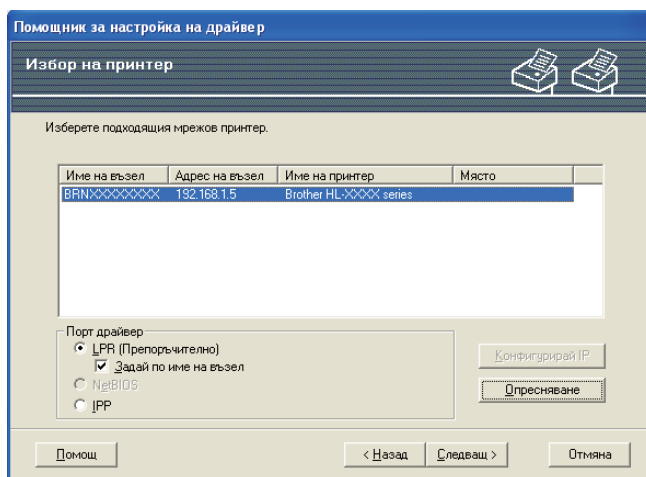 Помощник за настройка на драйвер
Избор на принтер
Изберете подходящия мрежов принтер.
Име на възел Адрес на възел Име на принтер Място
BRNXXXXXXXX 192.168.1.5 Brother HL-XXXX series
Порт драйвер
LPR (Препоръчително)
Задай по име на възел
NetBIOS
IPP
Конфигурирай IP
Опресняване
Помощ < Назад Следващ > Отмяна